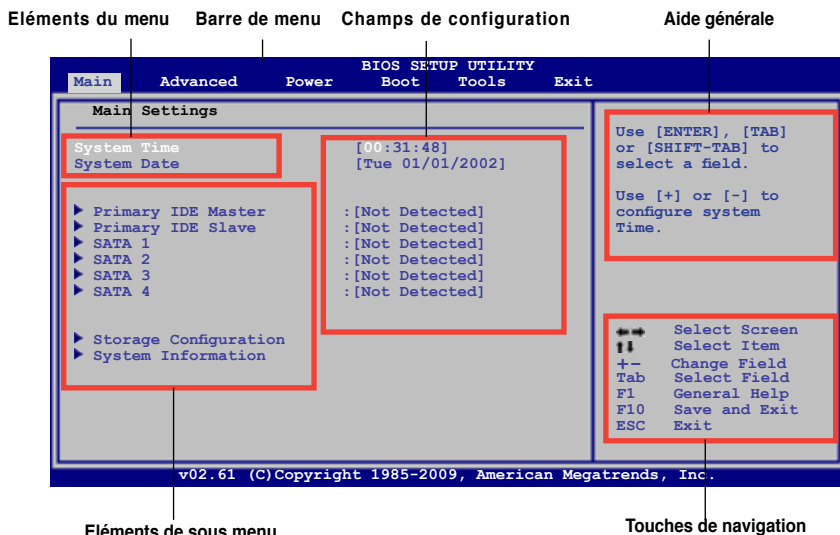 Eléments du menu Barre de menu Champs de configuration Aide générale
BIOS SETUP UTILITY
Main Advanced Power Boot Tools Exit
Main Settings
System Time [00:31:48]
System Date [Tue 01/01/2002]
Primary IDE Master :[Not Detected]
Primary IDE Slave :[Not Detected]
SATA 1 :[Not Detected]
SATA 2 :[Not Detected]
SATA 3 :[Not Detected]
SATA 4 :[Not Detected]
Storage Configuration
System Information
Use [ENTER], [TAB]
or [SHIFT-TAB] to
select a field.
Use [+] or [-] to
configure system
Time.
←→ Select Screen
↑↓ Select Item
+- Change Field
Tab Select Field
F1 General Help
F10 Save and Exit
ESC Exit
v02.61 (C)Copyright 1985-2009, American Megatrends, Inc.
Eléments de sous menu Touches de navigation